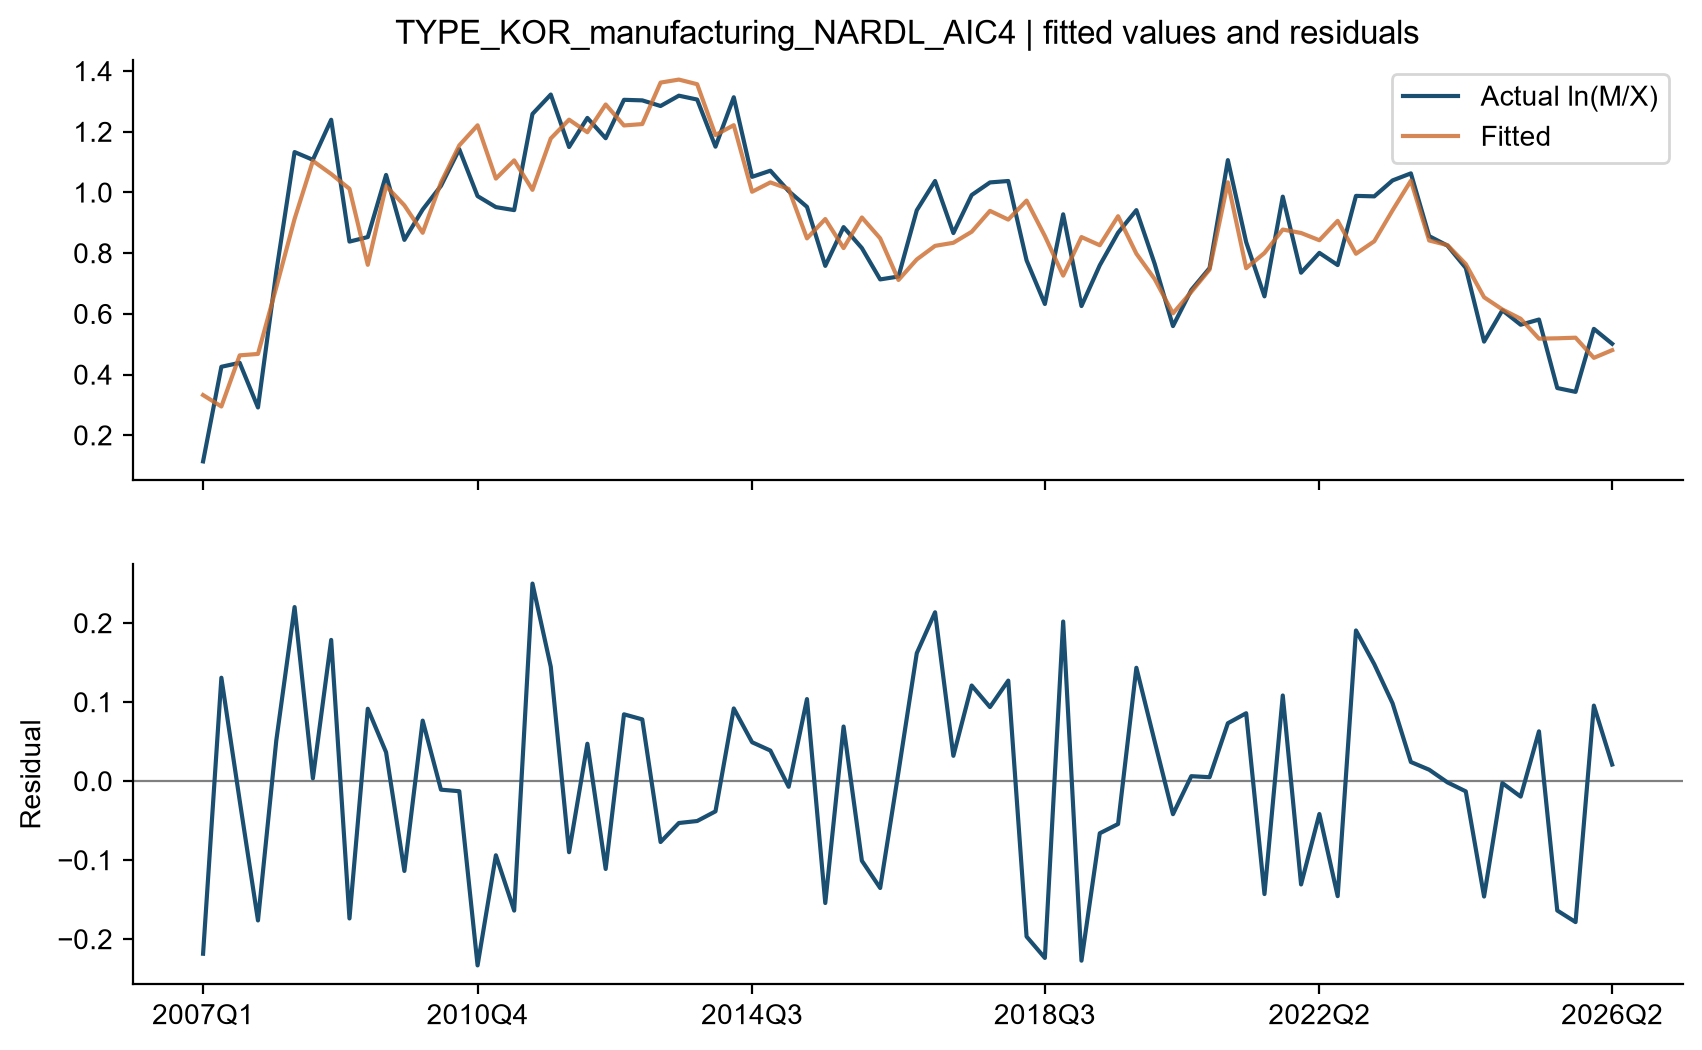 TYPE_KOR_manufacturing_NARDL_AIC4 | fitted values and residuals
1.4
1.2
1.0
0.8
0.6
0.4
0.2
Actual ln(M/X)
Fitted
Residual
0.2
0.1
0.0
−0.1
−0.2
2007Q1
2010Q4
2014Q3
2018Q3
2022Q2
2026Q2